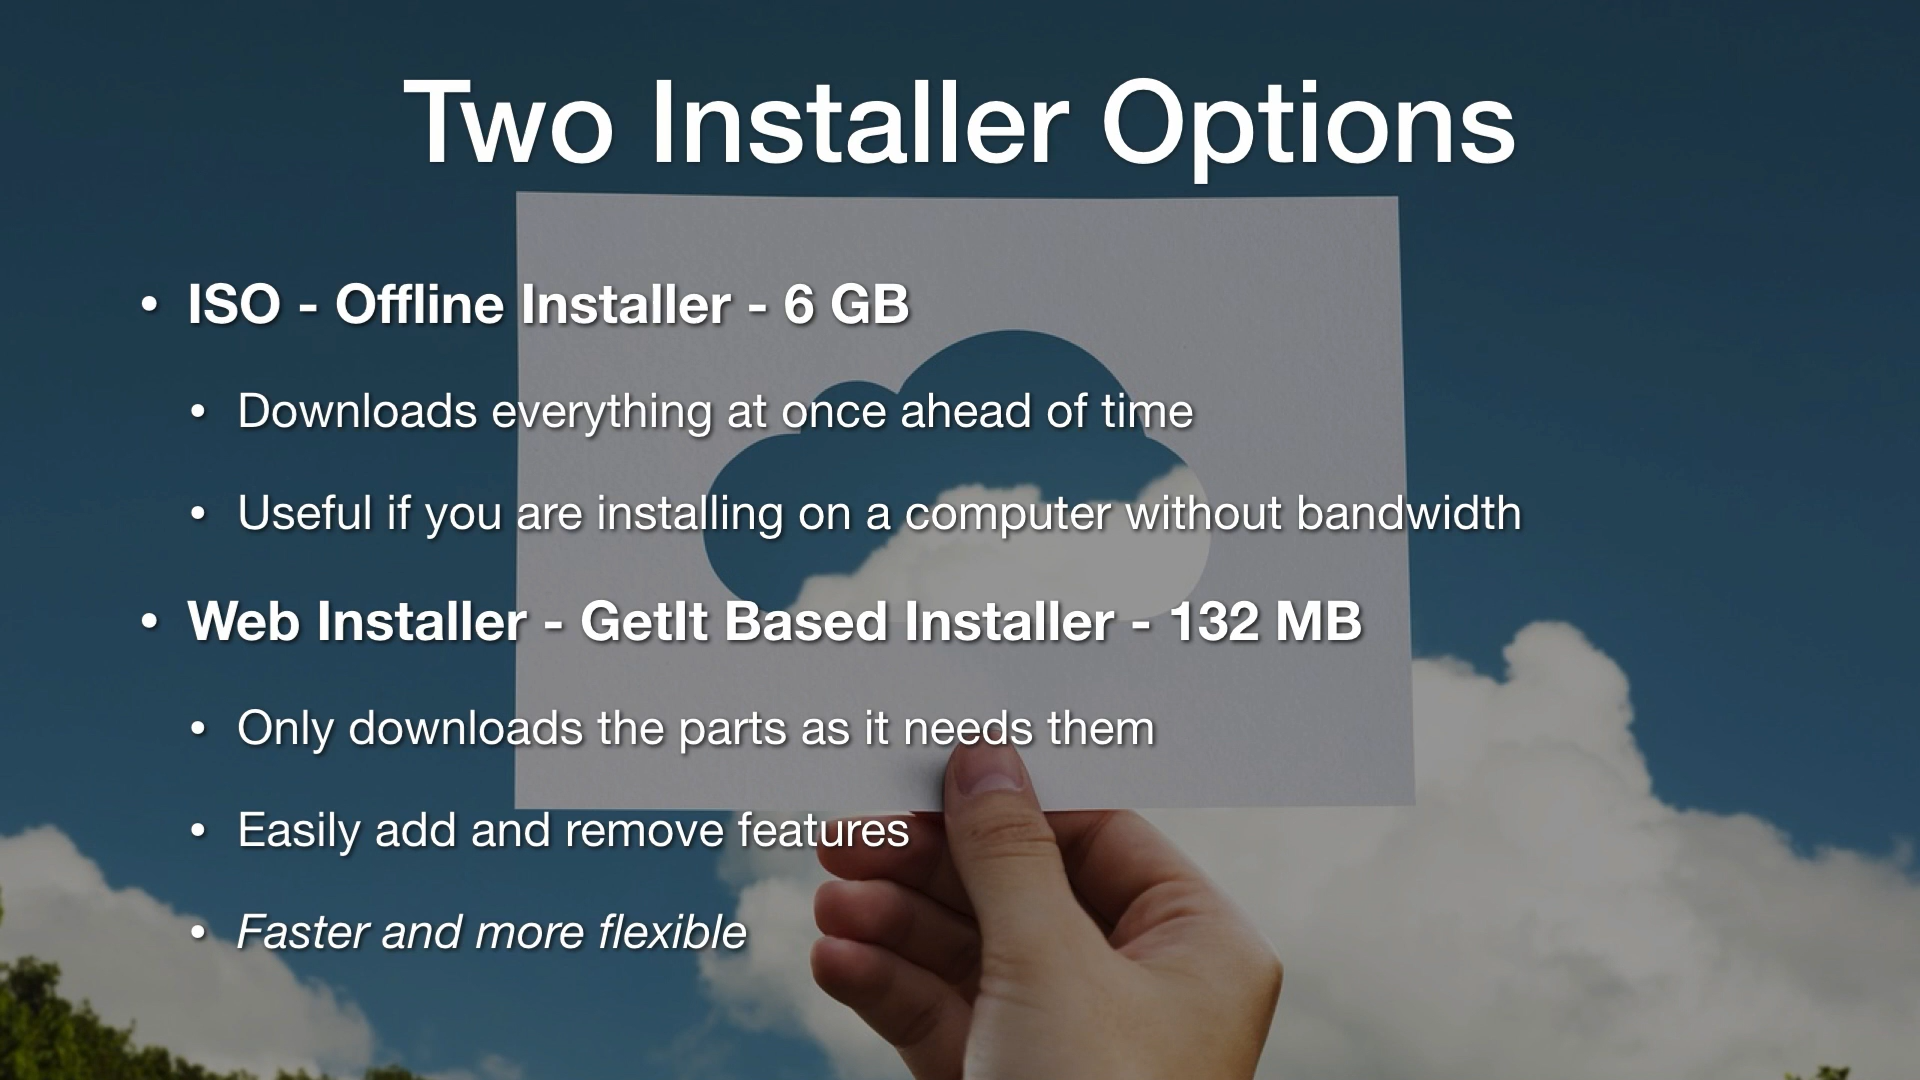 Two Installer Options
• ISO - Offline Installer - 6 GB
• Downloads everything at once ahead of time
• Useful if you are installing on a computer without bandwidth
• Web Installer - GetIt Based Installer - 132 MB
• Only downloads the parts as it needs them
• Easily add and remove features
• Faster and more flexible